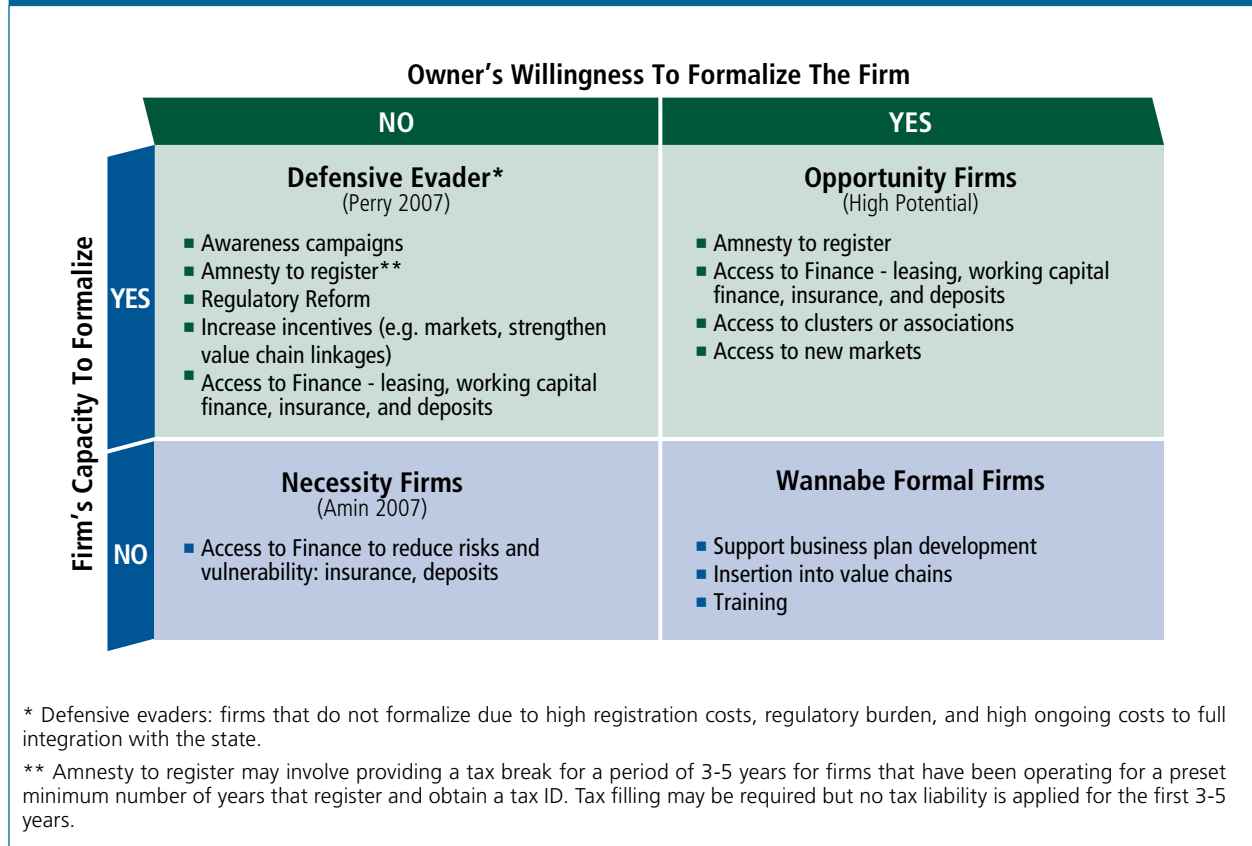 Owner's Willingness To Formalize The Firm
NO
YES
Firm's Capacity To Formalize
YES
Defensive Evader*
(Perry 2007)
■ Awareness campaigns
■ Amnesty to register**
■ Regulatory Reform
■ Increase incentives (e.g. markets, strengthen
value chain linkages)
■ Access to Finance - leasing, working capital
finance, insurance, and deposits
Opportunity Firms
(High Potential)
■ Amnesty to register
■ Access to Finance - leasing, working capital
finance, insurance, and deposits
■ Access to clusters or associations
■ Access to new markets
NO
Necessity Firms
(Amin 2007)
■ Access to Finance to reduce risks and
vulnerability: insurance, deposits
Wannabe Formal Firms
■ Support business plan development
■ Insertion into value chains
■ Training
* Defensive evaders: firms that do not formalize due to high registration costs, regulatory burden, and high ongoing costs to full
integration with the state.
** Amnesty to register may involve providing a tax break for a period of 3-5 years for firms that have been operating for a preset
minimum number of years that register and obtain a tax ID. Tax filling may be required but no tax liability is applied for the first 3-5
years.